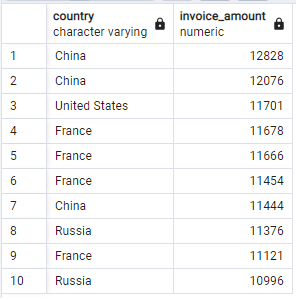 country invoice_amount
character varying numeric
1 China 12828
2 China 12076
3 United States 11701
4 France 11678
5 France 11666
6 France 11454
7 China 11444
8 Russia 11376
9 France 11121
10 Russia 10996